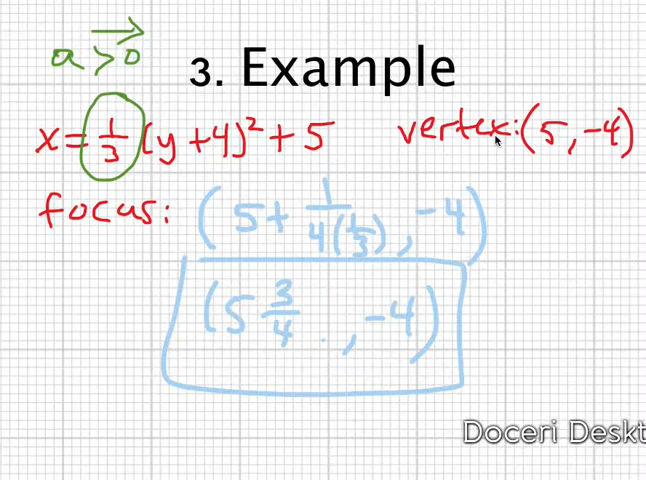 a > 0
3. Example
x = 1/3 (y + 4)² + 5
vertex: (5, -4)
focus: (5 + 1/4(1/3), -4)
(5 3/4, -4)
Doceri Deskt